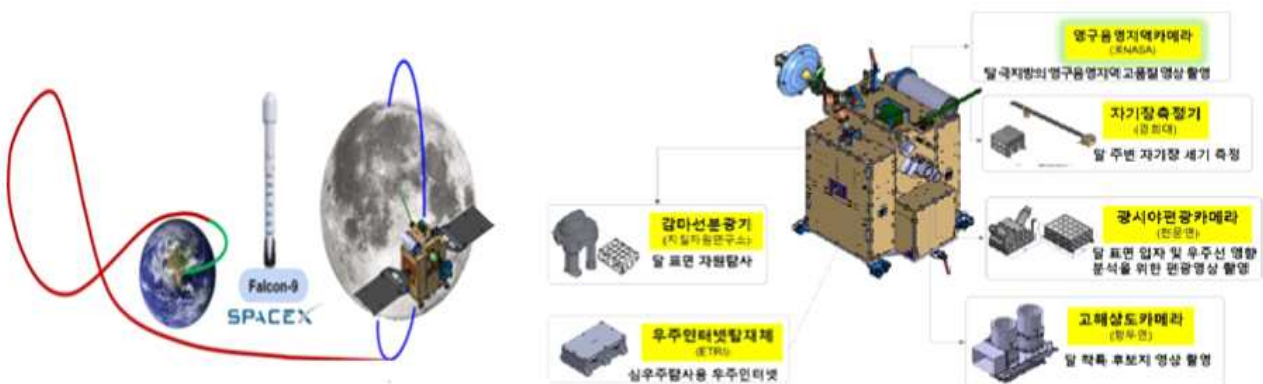 Falcon-9
SPACEX
영구음영지역카메라
(美NASA)
달 극지방의 영구음영지역 고품질 영상 촬영
자기장측정기
(경희대)
달 주변 자기장 세기 측정
감마선분광기
(지질자원연구소)
달 표면 자원탐사
광시야편광카메라
(천문연)
달 표면 입자 및 우주선 영향
분석을 위한 편광영상 촬영
우주인터넷탑재체
(ETRI)
심우주탐사용 우주인터넷
고해상도카메라
(항우연)
달 착륙 후보지 영상 촬영